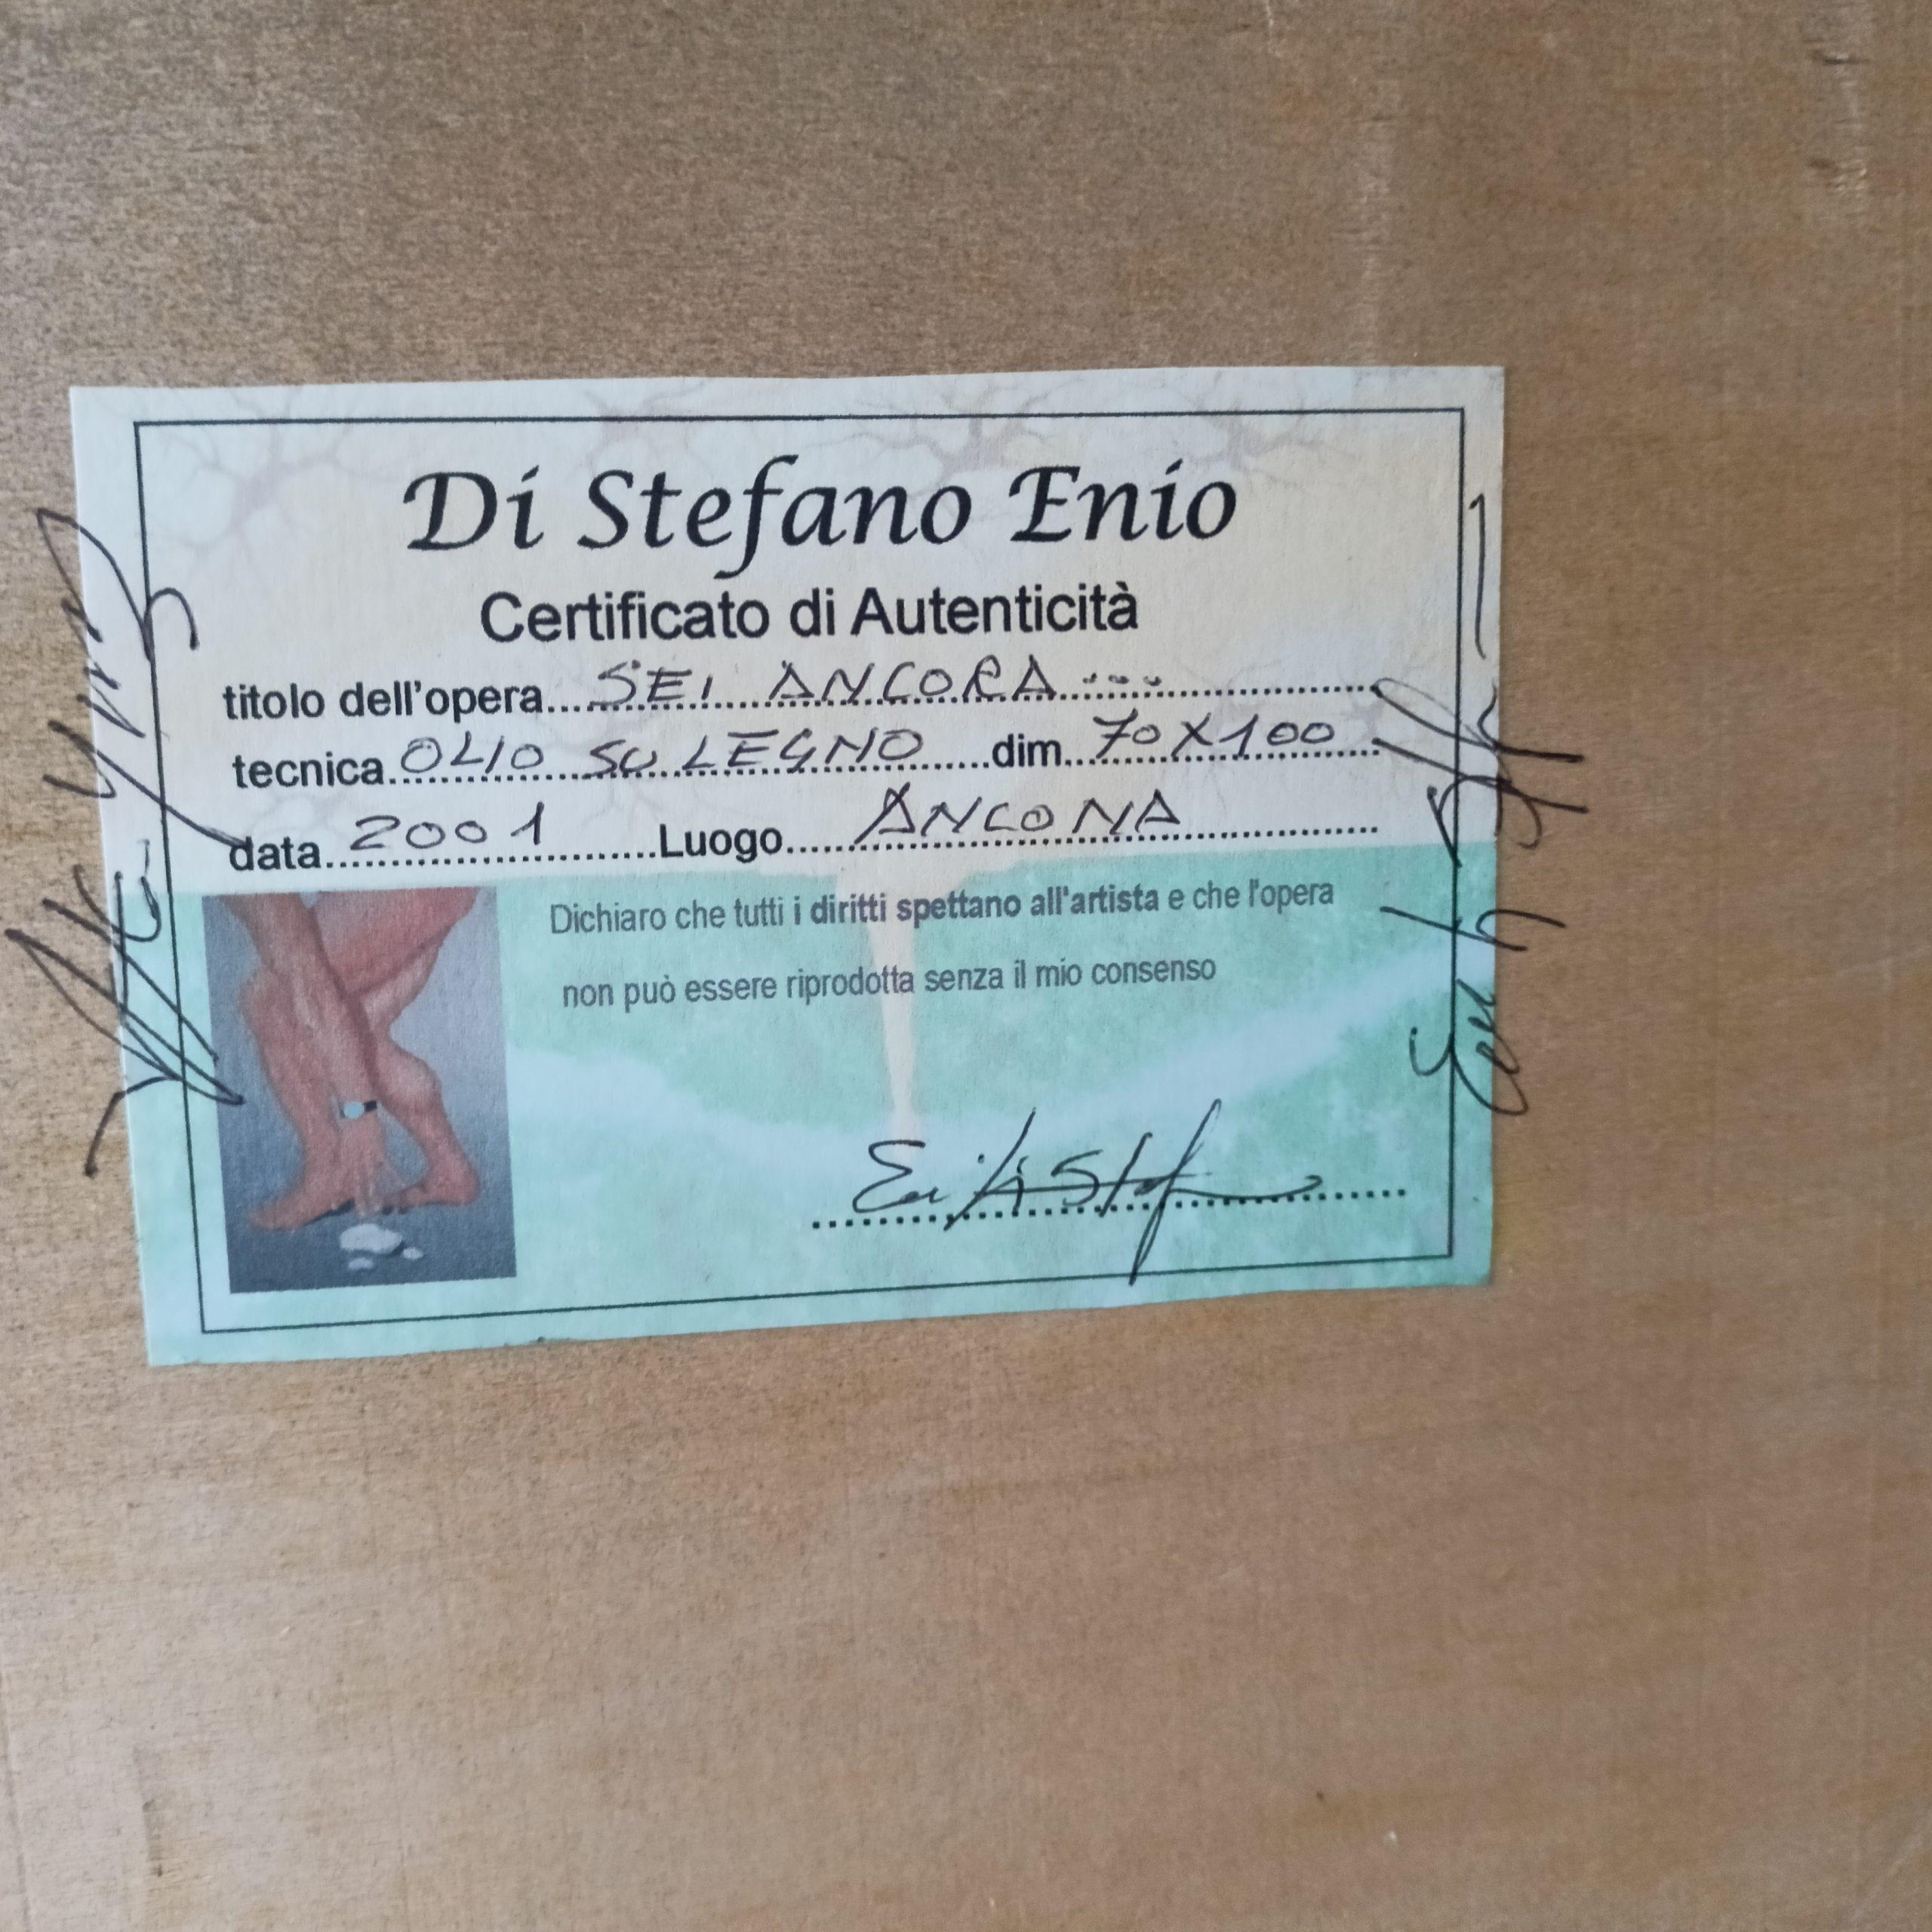 Di Stefano Enio
Certificato di Autenticità
titolo dell'opera...SEI ANCORA....
tecnica.OLIO SU LEGNO...dim.70X100
data 2001 Luogo...ANCONA
Dichiaro che tutti i diritti spettano all'artista e che l'opera
non può essere riprodotta senza il mio consenso